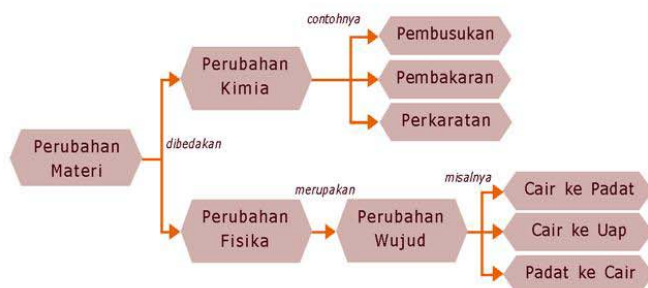 contohnya
Perubahan
Kimia
Pembusukan
Pembakaran
Perkaratan
Perubahan
Materi
dibedakan
Perubahan
Fisika
merupakan
Perubahan
Wujud
misalnya
Cair ke Padat
Cair ke Uap
Padat ke Cair